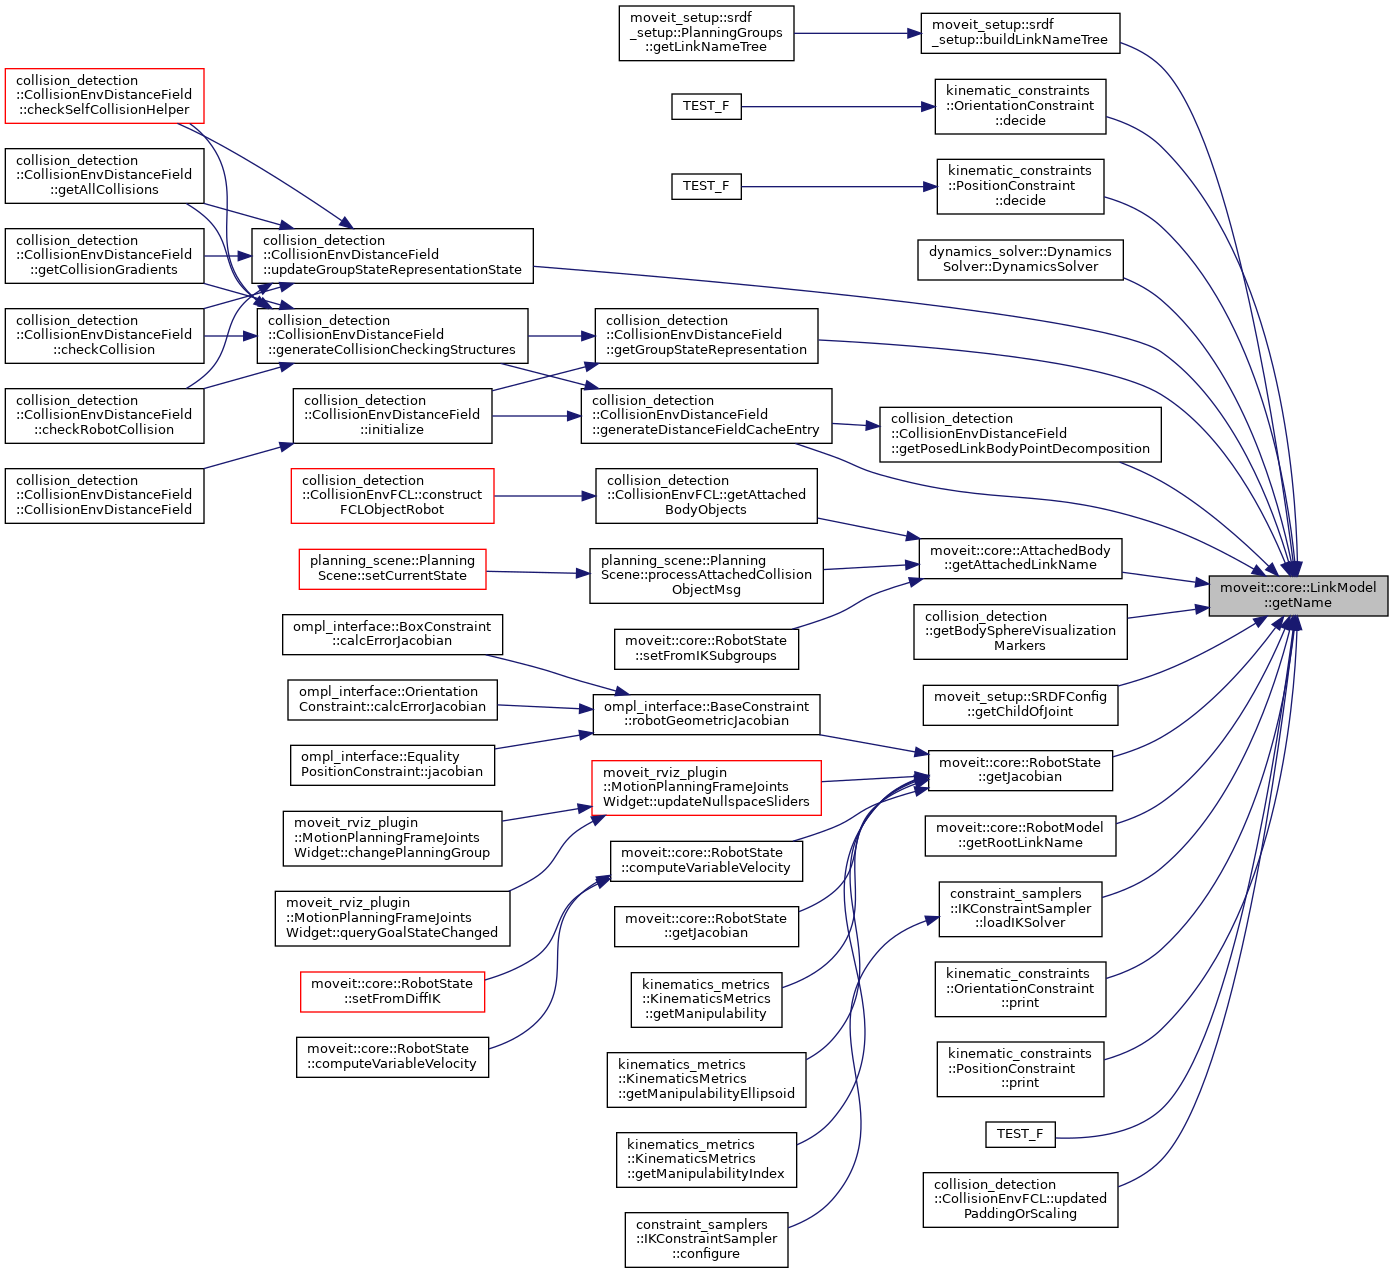 moveit_setup::srdf
_setup::PlanningGroups
::getLinkNameTree
moveit_setup::srdf
_setup::buildLinkNameTree
kinematic_constraints
::OrientationConstraint
::decide
TEST_F
kinematic_constraints
::PositionConstraint
::decide
TEST_F
dynamics_solver::Dynamics
Solver::DynamicsSolver
collision_detection
::CollisionEnvDistanceField
::checkSelfCollisionHelper
collision_detection
::CollisionEnvDistanceField
::getAllCollisions
collision_detection
::CollisionEnvDistanceField
::getCollisionGradients
collision_detection
::CollisionEnvDistanceField
::checkCollision
collision_detection
::CollisionEnvDistanceField
::checkRobotCollision
collision_detection
::CollisionEnvDistanceField
::CollisionEnvDistanceField
collision_detection
::CollisionEnvDistanceField
::updateGroupStateRepresentationState
collision_detection
::CollisionEnvDistanceField
::generateCollisionCheckingStructures
collision_detection
::CollisionEnvDistanceField
::initialize
collision_detection
::CollisionEnvDistanceField
::getGroupStateRepresentation
collision_detection
::CollisionEnvDistanceField
::generateDistanceFieldCacheEntry
collision_detection
::CollisionEnvDistanceField
::getPosedLinkBodyPointDecomposition
collision_detection
::CollisionEnvFCL::construct
FCLObjectRobot
collision_detection
::CollisionEnvFCL::getAttached
BodyObjects
planning_scene::Planning
Scene::setCurrentState
planning_scene::Planning
Scene::processAttachedCollision
ObjectMsg
moveit::core::RobotState
::setFromIKSubgroups
moveit::core::AttachedBody
::getAttachedLinkName
moveit::core::LinkModel
::getName
collision_detection
::getBodySphereVisualization
Markers
moveit_setup::SRDFConfig
::getChildOfJoint
ompl_interface::BoxConstraint
::calcErrorJacobian
ompl_interface::Orientation
Constraint::calcErrorJacobian
ompl_interface::Equality
PositionConstraint::jacobian
ompl_interface::BaseConstraint
::robotGeometricJacobian
moveit::core::RobotState
::getJacobian
moveit_rviz_plugin
::MotionPlanningFrameJoints
Widget::updateNullspaceSliders
moveit_rviz_plugin
::MotionPlanningFrameJoints
Widget::changePlanningGroup
moveit_rviz_plugin
::MotionPlanningFrameJoints
Widget::queryGoalStateChanged
moveit::core::RobotState
::computeVariableVelocity
moveit::core::RobotState
::setFromDiffIK
moveit::core::RobotState
::computeVariableVelocity
moveit::core::RobotState
::getJacobian
kinematics_metrics
::KinematicsMetrics
::getManipulability
kinematics_metrics
::KinematicsMetrics
::getManipulabilityEllipsoid
kinematics_metrics
::KinematicsMetrics
::getManipulabilityIndex
constraint_samplers
::IKConstraintSampler
::configure
moveit::core::RobotModel
::getRootLinkName
constraint_samplers
::IKConstraintSampler
::loadIKSolver
kinematic_constraints
::OrientationConstraint
::print
kinematic_constraints
::PositionConstraint
::print
TEST_F
collision_detection
::CollisionEnvFCL::updated
PaddingOrScaling